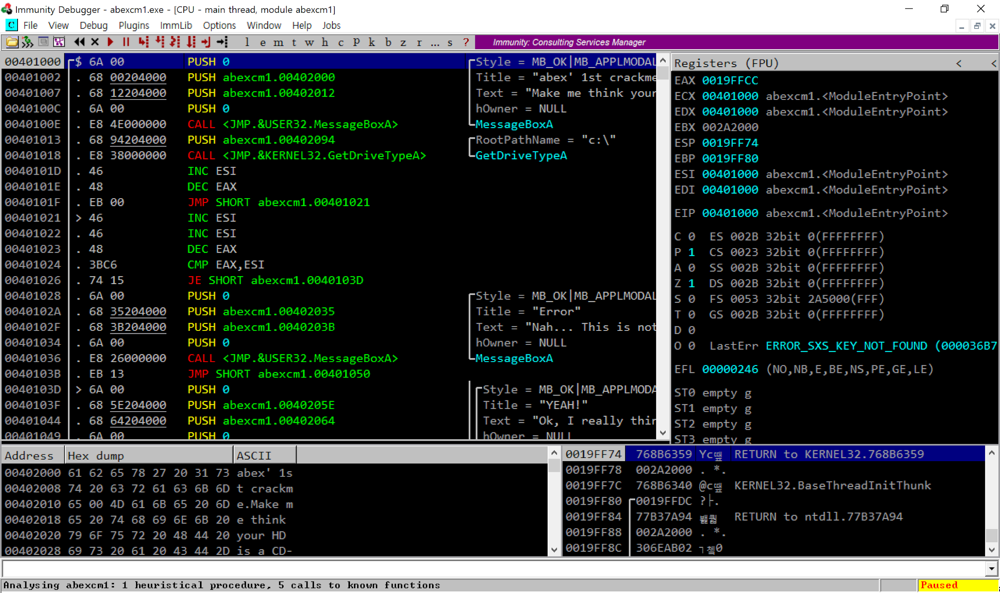 Immunity Debugger - abexcm1.exe - [CPU - main thread, module abexcm1]
C File View Debug Plugins ImmLib Options Window Help Jobs
l e m t w h c P k b z r ... s ? Immunity: Consulting Services Manager
00401000 $ 6A 00 PUSH 0 Style = MB_OK|MB_APPLMODAL
00401002 . 68 00204000 PUSH abexcm1.00402000 Title = "abex' 1st crackme
00401007 . 68 12204000 PUSH abexcm1.00402012 Text = "Make me think your
0040100C . 6A 00 PUSH 0 hOwner = NULL
0040100E . E8 4E000000 CALL <JMP.&USER32.MessageBoxA> MessageBoxA
00401013 . 68 94204000 PUSH abexcm1.00402094 RootPathName = "c:\"
00401018 . E8 38000000 CALL <JMP.&KERNEL32.GetDriveTypeA> GetDriveTypeA
0040101D . 46 INC ESI
0040101E . 48 DEC EAX
0040101F . EB 00 JMP SHORT abexcm1.00401021
00401021 > 46 INC ESI
00401022 . 46 INC ESI
00401023 . 48 DEC EAX
00401024 . 3BC6 CMP EAX,ESI
00401026 . 74 15 JE SHORT abexcm1.0040103D
00401028 . 6A 00 PUSH 0 Style = MB_OK|MB_APPLMODAL
0040102A . 68 35204000 PUSH abexcm1.00402035 Title = "Error"
0040102F . 68 3B204000 PUSH abexcm1.0040203B Text = "Nah... This is not
00401034 . 6A 00 PUSH 0 hOwner = NULL
00401036 . E8 26000000 CALL <JMP.&USER32.MessageBoxA> MessageBoxA
0040103B . EB 13 JMP SHORT abexcm1.00401050
0040103D > 6A 00 PUSH 0 Style = MB_OK|MB_APPLMODA
0040103F . 68 5E204000 PUSH abexcm1.0040205E Title = "YEAH!"
00401044 . 68 64204000 PUSH abexcm1.00402064 Text = "Ok, I really thin
00401049 . 6A 00 PUSH 0 hOwner = NULL
Registers (FPU) < <
EAX 0019FFCC
ECX 00401000 abexcm1.<ModuleEntryPoint>
EDX 00401000 abexcm1.<ModuleEntryPoint>
EBX 002A2000
ESP 0019FF74
EBP 0019FF80
ESI 00401000 abexcm1.<ModuleEntryPoint>
EDI 00401000 abexcm1.<ModuleEntryPoint>
EIP 00401000 abexcm1.<ModuleEntryPoint>
C 0 ES 002B 32bit 0(FFFFFFFF)
P 1 CS 0023 32bit 0(FFFFFFFF)
A 0 SS 002B 32bit 0(FFFFFFFF)
Z 1 DS 002B 32bit 0(FFFFFFFF)
S 0 FS 0053 32bit 2A5000(FFF)
T 0 GS 002B 32bit 0(FFFFFFFF)
D 0
O 0 LastErr ERROR_SXS_KEY_NOT_FOUND (000036B7
EFL 00000246 (NO,NB,E,BE,NS,PE,GE,LE)
ST0 empty g
ST1 empty g
ST2 empty g
ST3 empty g
Address Hex dump ASCII
00402000 61 62 65 78 27 20 31 73 abex' 1s
00402008 74 20 63 72 61 63 6B 6D t crackm
00402010 65 00 4D 61 6B 65 20 6D e.Make m
00402018 65 20 74 68 69 6E 6B 20 e think
00402020 79 6F 75 72 20 48 44 20 your HD
00402028 69 73 20 61 20 43 44 2D is a CD-
0019FF74 768B6359 RETURN to KERNEL32.768B6359
0019FF78 002A2000 . *.
0019FF7C 768B6340 KERNEL32.BaseThreadInitThunk
0019FF80 0019FFDC ?├.
0019FF84 77B37A94 RETURN to ntdll.77B37A94
0019FF88 002A2000 . *.
0019FF8C 306EAB02
Analysing abexcm1: 1 heuristical procedure, 5 calls to known functions
Paused